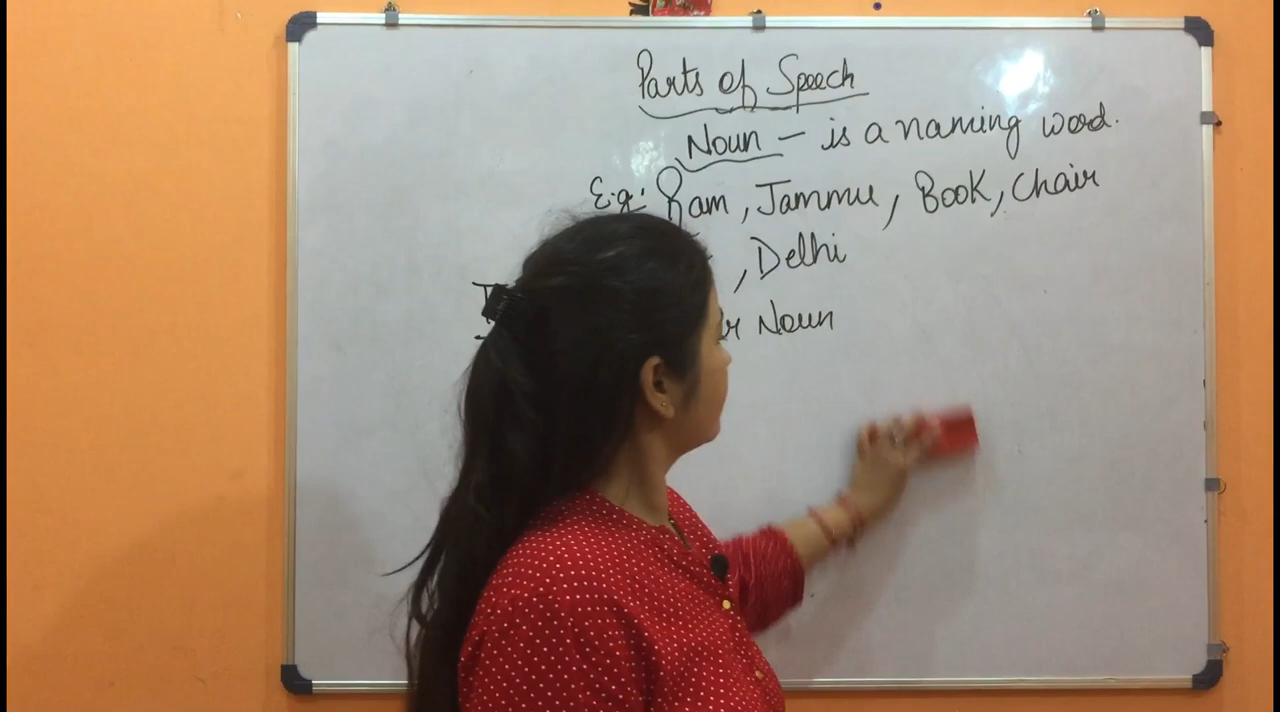 Parts of Speech
Noun - is a naming word.
E.g: Ram, Jammu, Book, Chair
, Delhi
Noun